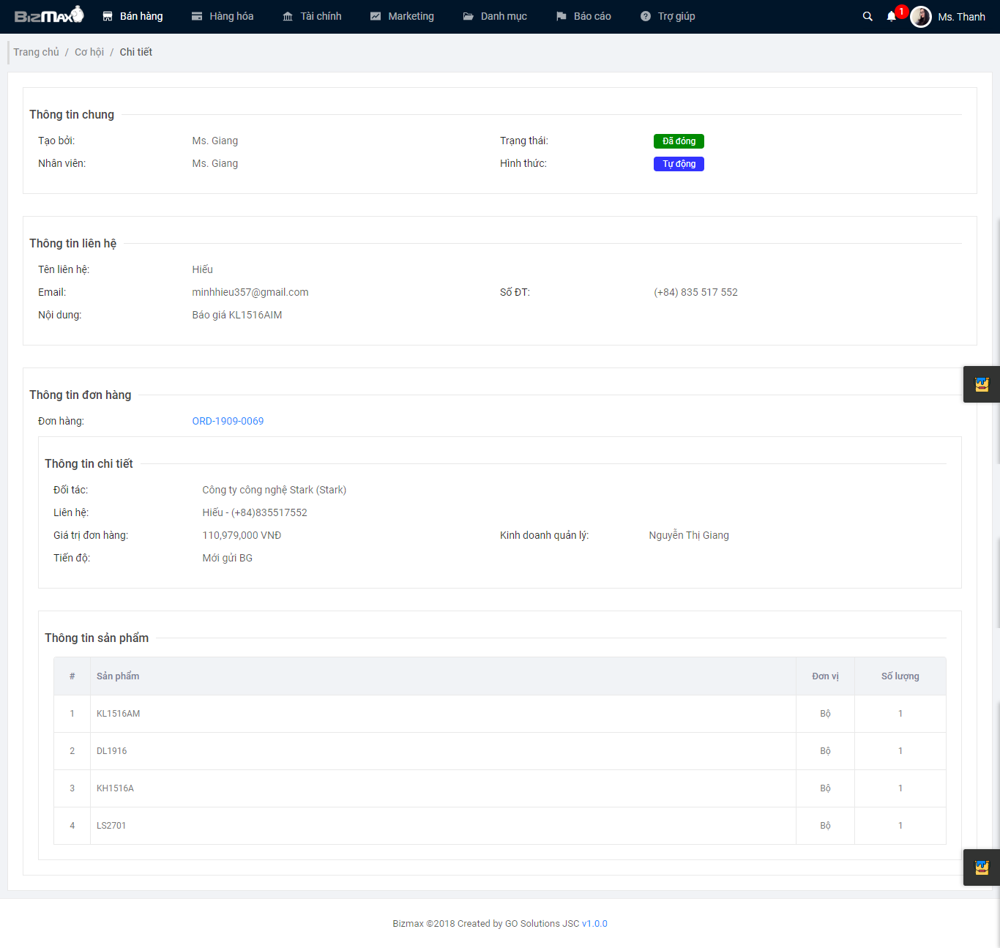 BizMax Bán hàng Hàng hóa Tài chính Marketing Danh mục Báo cáo Trợ giúp 1 Ms. Thanh
Trang chủ / Cơ hội / Chi tiết
Thông tin chung
Tạo bởi: Ms. Giang Trạng thái: Đã đóng
Nhân viên: Ms. Giang Hình thức: Tự động
Thông tin liên hệ
Tên liên hệ: Hiếu
Email: minhhieu357@gmail.com Số ĐT: (+84) 835 517 552
Nội dung: Báo giá KL1516AIM
Thông tin đơn hàng
Đơn hàng: ORD-1909-0069
Thông tin chi tiết
Đối tác: Công ty công nghệ Stark (Stark)
Liên hệ: Hiếu - (+84)835517552
Giá trị đơn hàng: 110,979,000 VNĐ Kinh doanh quản lý: Nguyễn Thị Giang
Tiến độ: Mới gửi BG
Thông tin sản phẩm
# Sản phẩm Đơn vị Số lượng
1 KL1516AM Bộ 1
2 DL1916 Bộ 1
3 KH1516A Bộ 1
4 LS2701 Bộ 1
Bizmax ©2018 Created by GO Solutions JSC v1.0.0